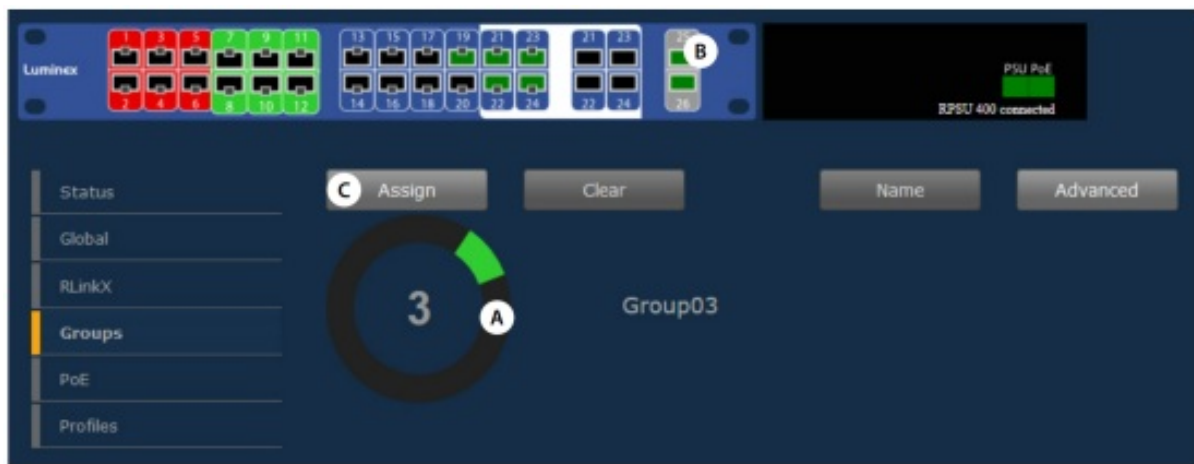 1 3 5 7 9 11 13 15 17 19 21 23 21 23 25
B
Luminex
PSU PoE
2 4 6 8 10 12 14 16 18 20 22 24 22 24 26
RPSU 400 connected
Status
C Assign
Clear
Name
Advanced
Global
RLinkX
3
A
Group03
Groups
PoE
Profiles